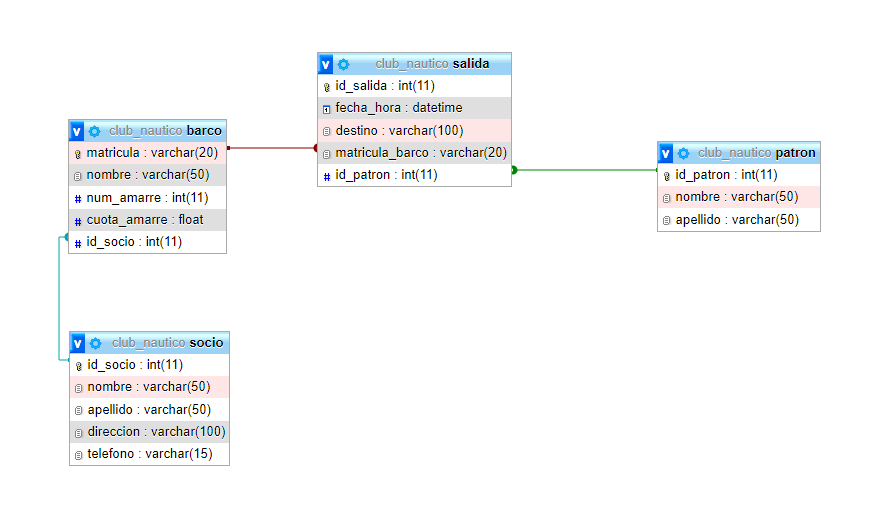 v club_nautico barco
matricula : varchar(20)
nombre : varchar(50)
# num_amarre : int(11)
# cuota_amarre : float
# id_socio : int(11)
v club_nautico salida
id_salida : int(11)
fecha_hora : datetime
destino : varchar(100)
matricula_barco : varchar(20)
# id_patron : int(11)
v club_nautico patron
id_patron : int(11)
nombre : varchar(50)
apellido : varchar(50)
v club_nautico socio
id_socio : int(11)
nombre : varchar(50)
apellido : varchar(50)
direccion : varchar(100)
telefono : varchar(15)